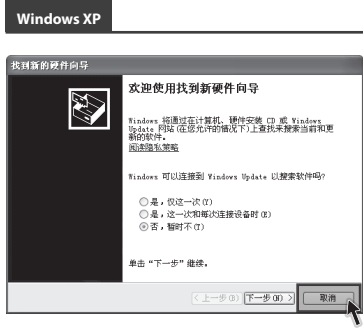 Windows XP
找到新的硬件向导
欢迎使用找到新硬件向导
Windows 将通过在计算机、硬件安装 CD 或 Windows
Update 网站(在您允许的情况下)上查找来搜索当前和更
新的软件。
阅读隐私策略
Windows 可以连接到 Windows Update 以搜索软件吗?
是，仅这一次(Y)
是，这一次和每次连接设备时(E)
否，暂时不(T)
单击“下一步”继续。
<上一步(B) 下一步(N)> 取消